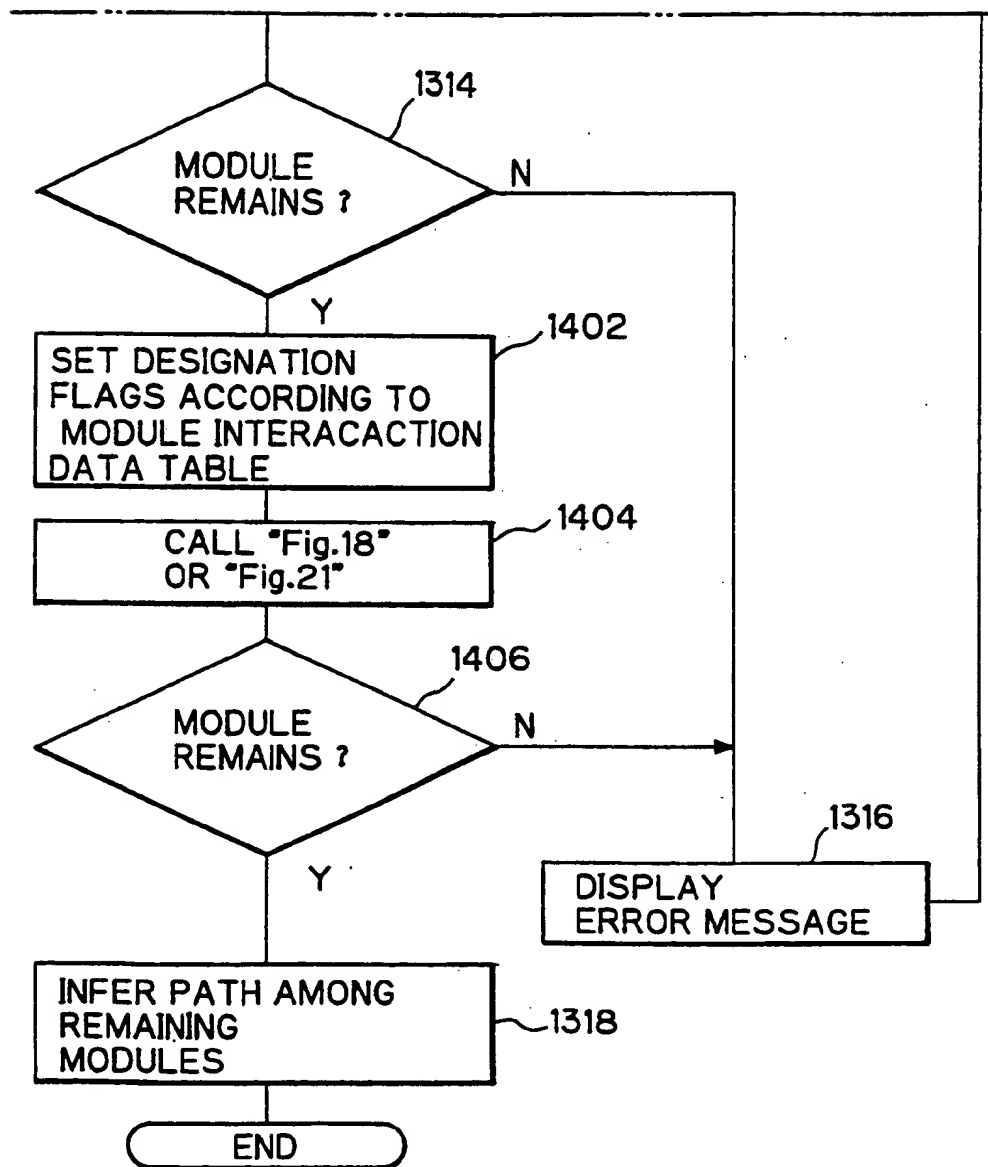 1314
MODULE
REMAINS ?
N
Y
1402
SET DESIGNATION
FLAGS ACCORDING TO
MODULE INTERACACTION
DATA TABLE
1404
CALL "Fig.18"
OR "Fig.21"
1406
MODULE
REMAINS ?
N
Y
1316
DISPLAY
ERROR MESSAGE
INFER PATH AMONG
REMAINING
MODULES
1318
END